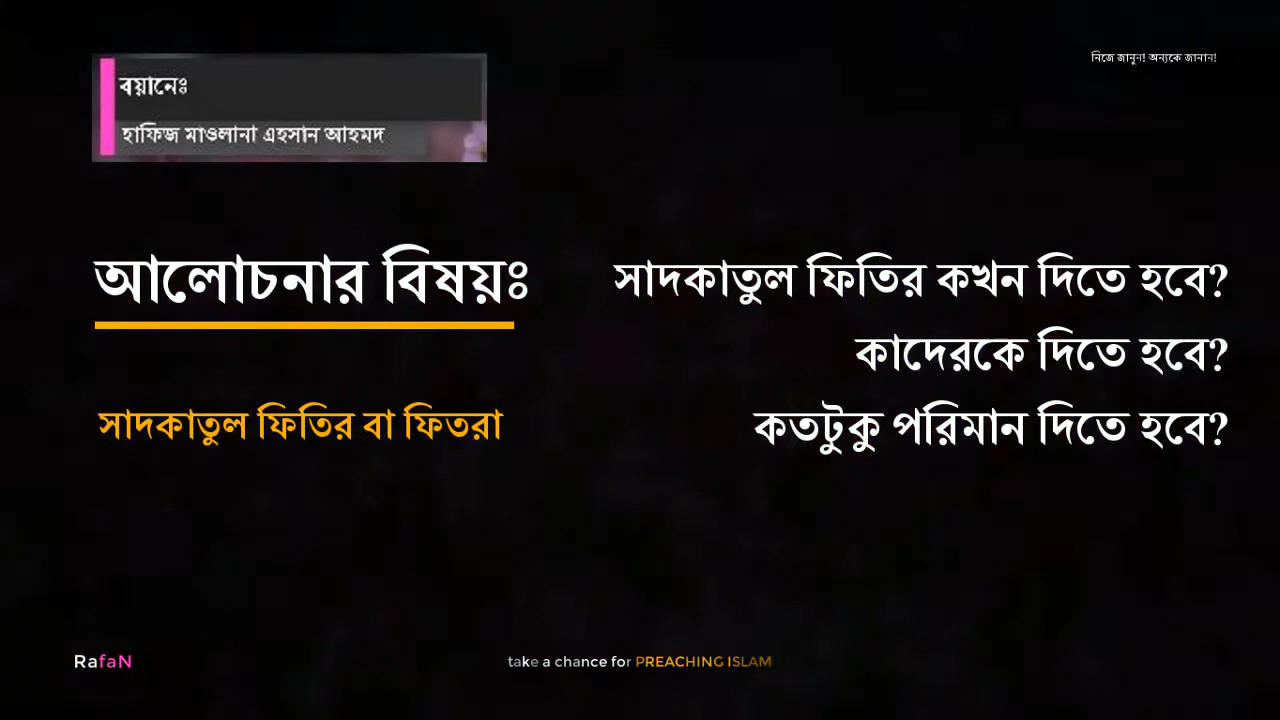 বয়ানেঃ
হাফিজ মাওলানা এহসান আহমদ
নিজে জানুন! অন্যকে জানান!
আলোচনার বিষয়ঃ
সাদকাতুল ফিতির বা ফিতরা
সাদকাতুল ফিতির কখন দিতে হবে?
কাদেরকে দিতে হবে?
কতটুকু পরিমান দিতে হবে?
RafaN
take a chance for PREACHING ISLAM